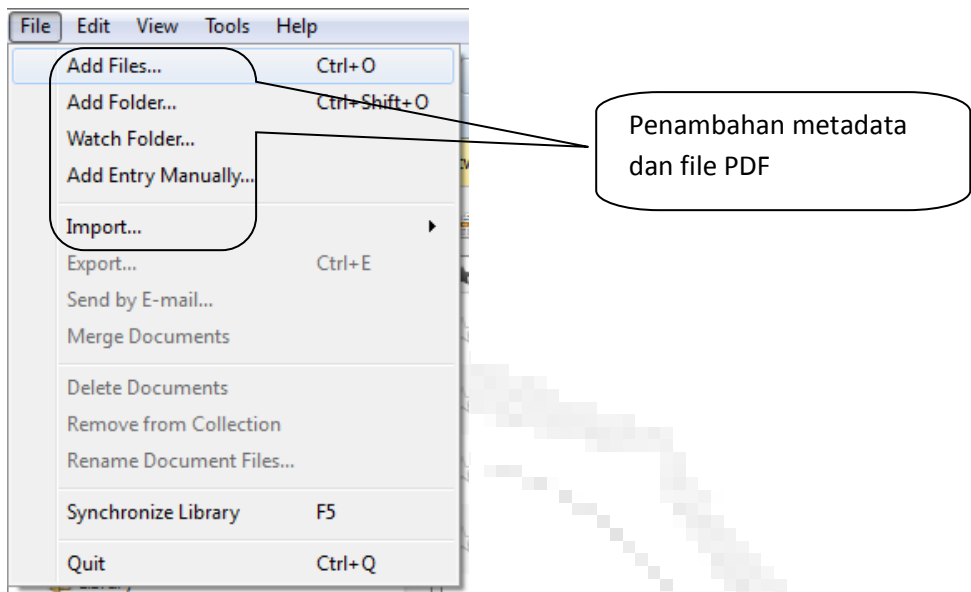 File Edit View Tools Help
Add Files... Ctrl+O
Add Folder... Ctrl+Shift+O
Watch Folder...
Add Entry Manually...
Import...
Export... Ctrl+E
Send by E-mail...
Merge Documents
Delete Documents
Remove from Collection
Rename Document Files...
Synchronize Library F5
Quit Ctrl+Q
Penambahan metadata
dan file PDF